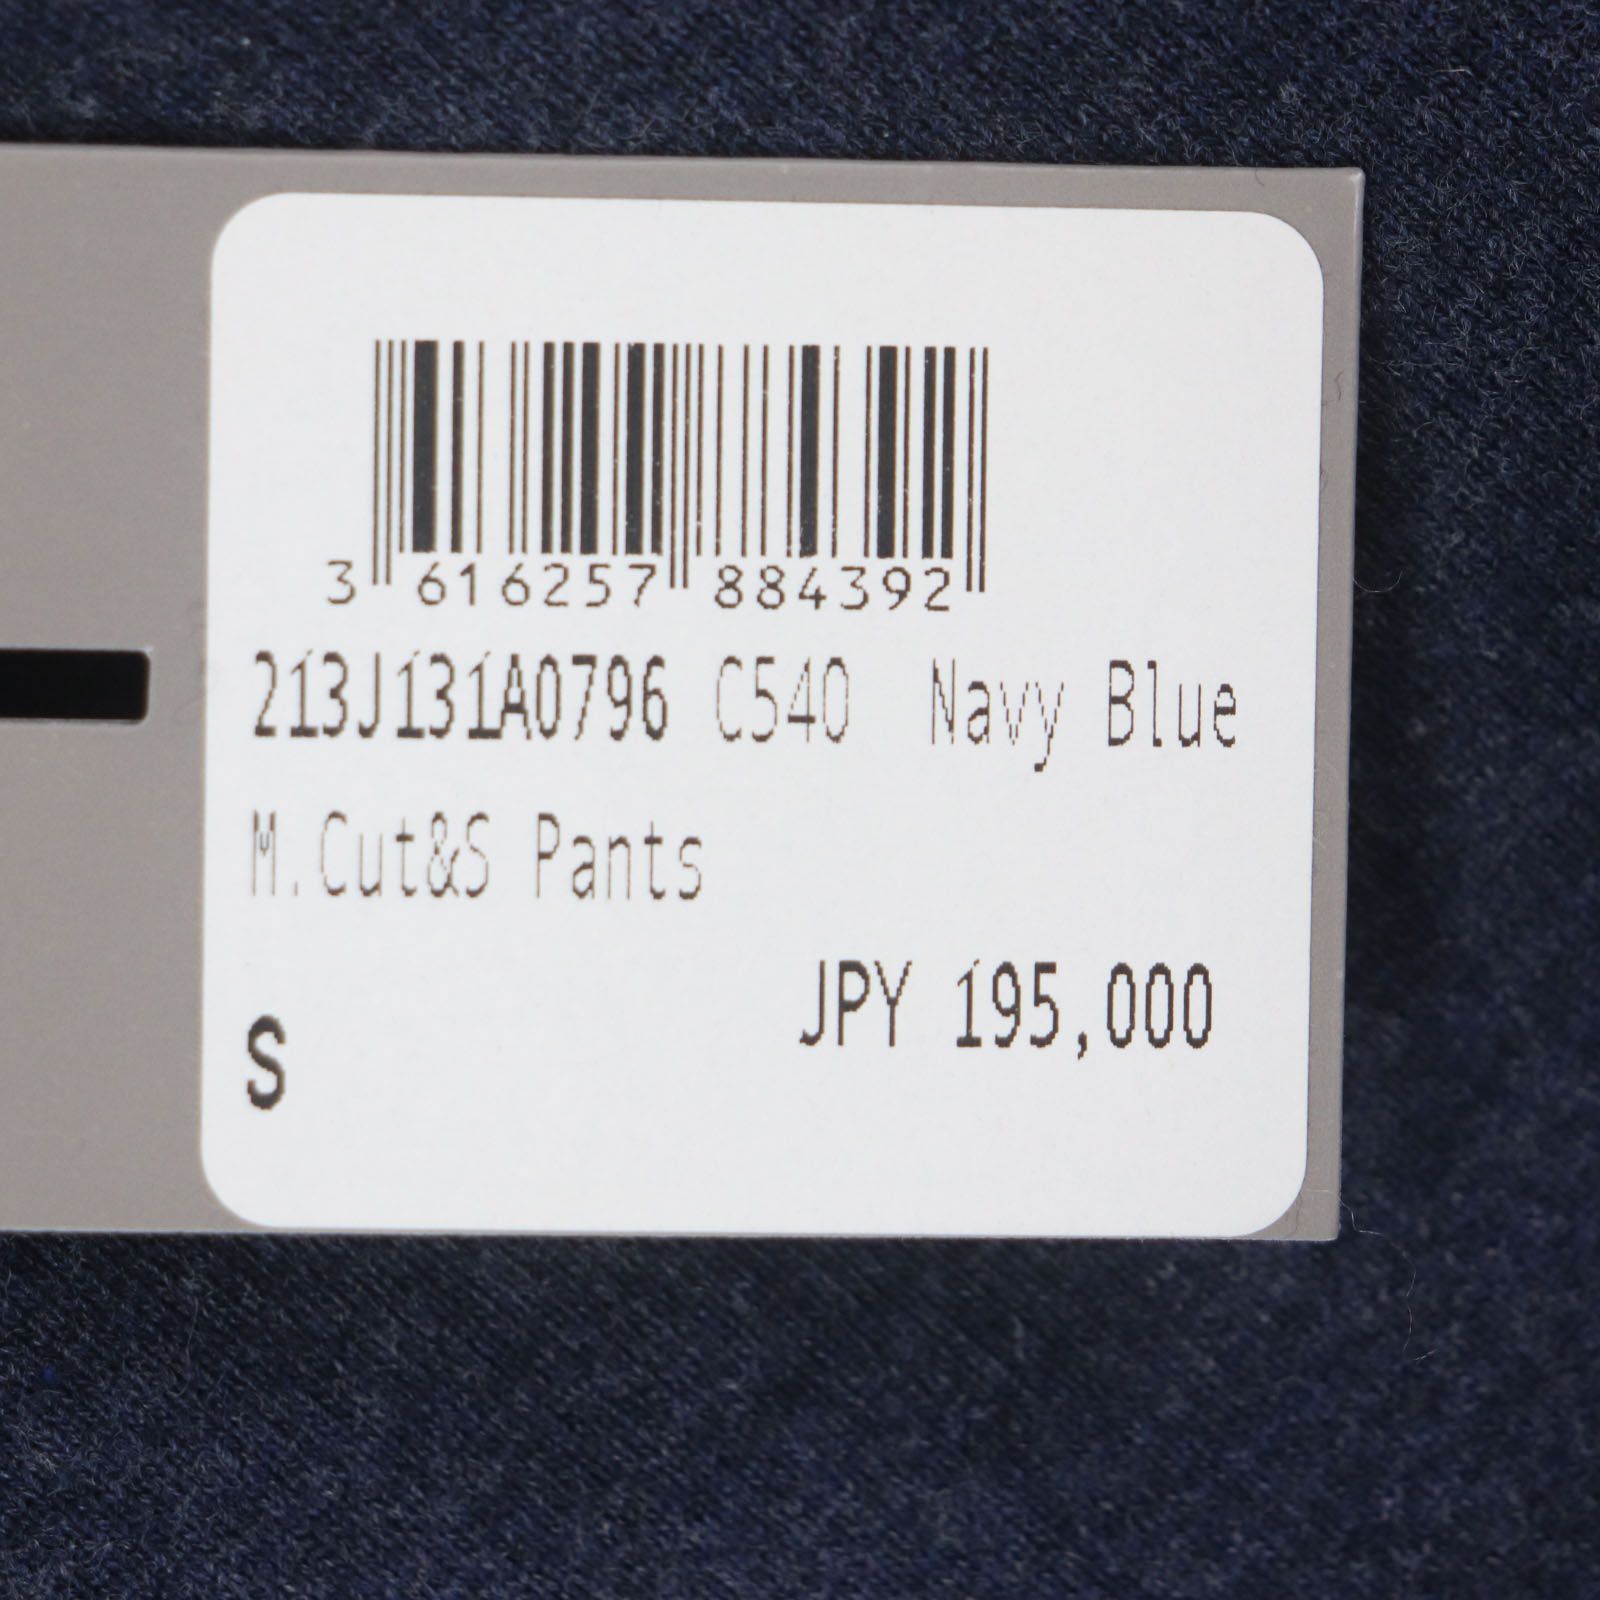 3 616257 884392
213J131A0796 C540 Navy Blue
M.Cut&S Pants
JPY 195,000
S